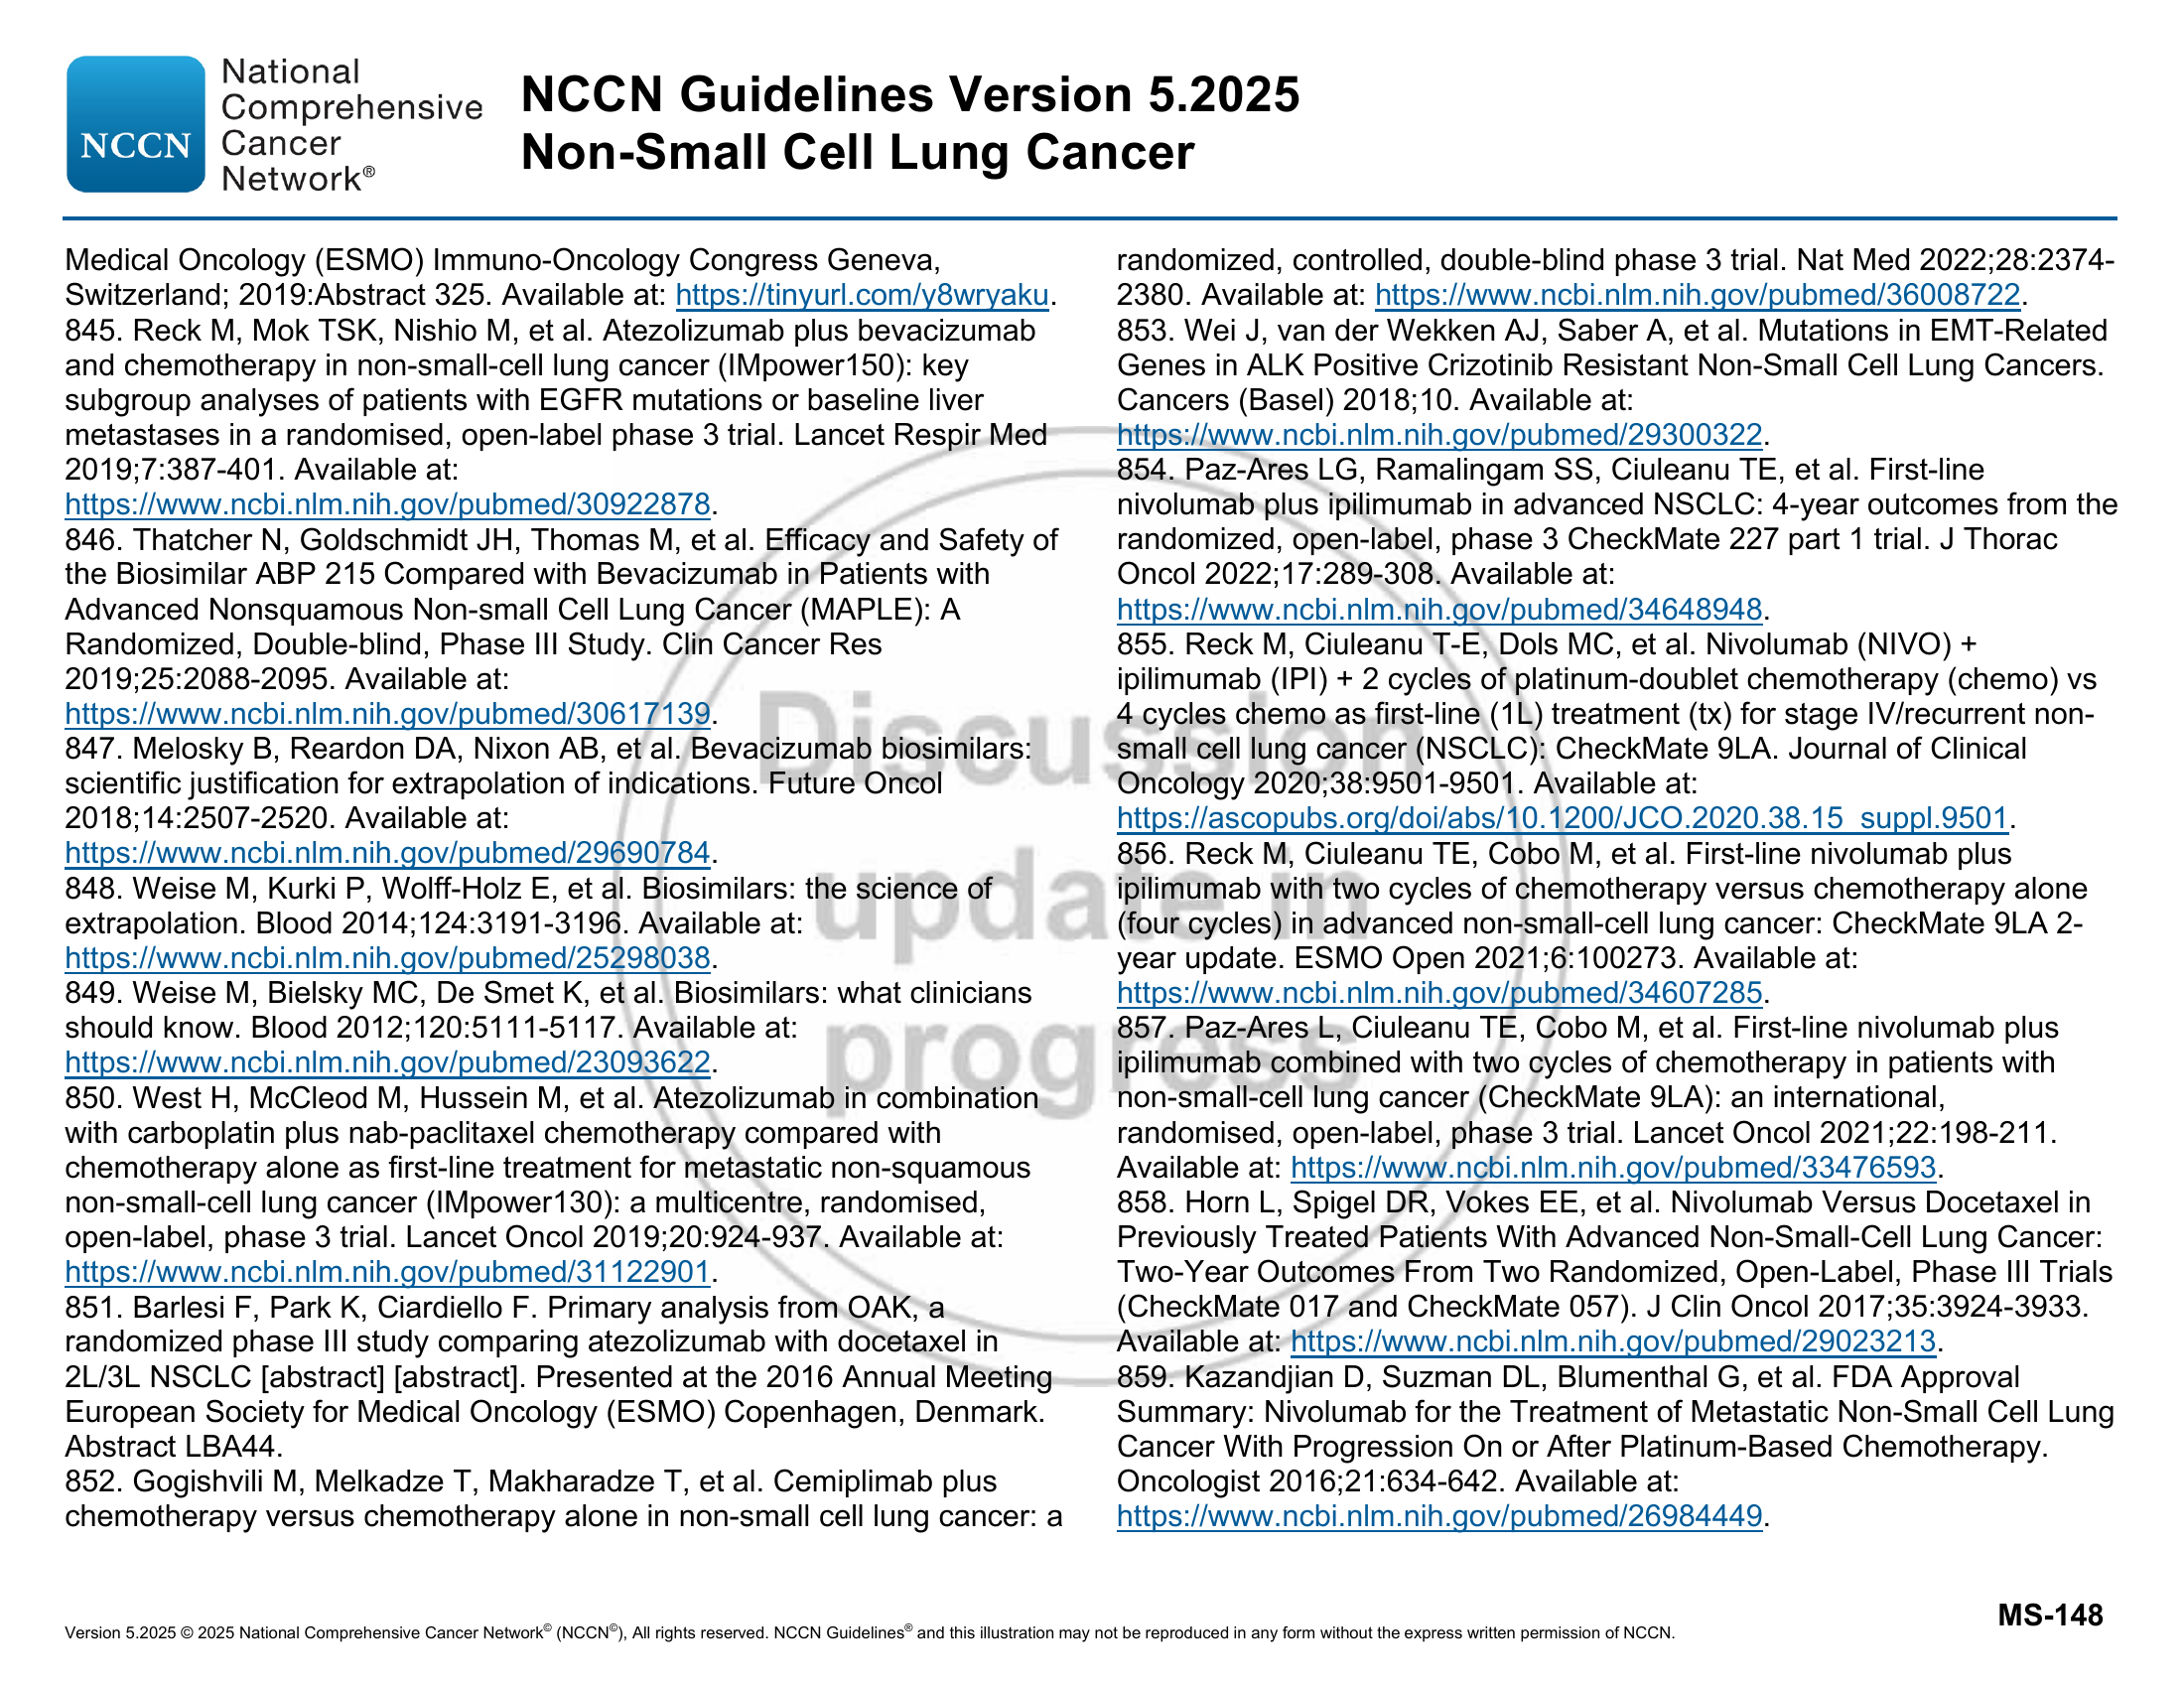 NCCN
National
Comprehensive
Cancer
Network®
NCCN Guidelines Version 5.2025
Non-Small Cell Lung Cancer
Medical Oncology (ESMO) Immuno-Oncology Congress Geneva,
Switzerland; 2019:Abstract 325. Available at: https://tinyurl.com/y8wryaku.
845. Reck M, Mok TSK, Nishio M, et al. Atezolizumab plus bevacizumab
and chemotherapy in non-small-cell lung cancer (IMpower150): key
subgroup analyses of patients with EGFR mutations or baseline liver
metastases in a randomised, open-label phase 3 trial. Lancet Respir Med
2019;7:387-401. Available at:
https://www.ncbi.nlm.nih.gov/pubmed/30922878.
846. Thatcher N, Goldschmidt JH, Thomas M, et al. Efficacy and Safety of
the Biosimilar ABP 215 Compared with Bevacizumab in Patients with
Advanced Nonsquamous Non-small Cell Lung Cancer (MAPLE): A
Randomized, Double-blind, Phase III Study. Clin Cancer Res
2019;25:2088-2095. Available at:
https://www.ncbi.nlm.nih.gov/pubmed/30617139.
847. Melosky B, Reardon DA, Nixon AB, et al. Bevacizumab biosimilars:
scientific justification for extrapolation of indications. Future Oncol
2018;14:2507-2520. Available at:
https://www.ncbi.nlm.nih.gov/pubmed/29690784.
848. Weise M, Kurki P, Wolff-Holz E, et al. Biosimilars: the science of
extrapolation. Blood 2014;124:3191-3196. Available at:
https://www.ncbi.nlm.nih.gov/pubmed/25298038.
849. Weise M, Bielsky MC, De Smet K, et al. Biosimilars: what clinicians
should know. Blood 2012;120:5111-5117. Available at:
https://www.ncbi.nlm.nih.gov/pubmed/23093622.
850. West H, McCleod M, Hussein M, et al. Atezolizumab in combination
with carboplatin plus nab-paclitaxel chemotherapy compared with
chemotherapy alone as first-line treatment for metastatic non-squamous
non-small-cell lung cancer (IMpower130): a multicentre, randomised,
open-label, phase 3 trial. Lancet Oncol 2019;20:924-937. Available at:
https://www.ncbi.nlm.nih.gov/pubmed/31122901.
851. Barlesi F, Park K, Ciardiello F. Primary analysis from OAK, a
randomized phase III study comparing atezolizumab with docetaxel in
2L/3L NSCLC [abstract] [abstract]. Presented at the 2016 Annual Meeting
European Society for Medical Oncology (ESMO) Copenhagen, Denmark.
Abstract LBA44.
852. Gogishvili M, Melkadze T, Makharadze T, et al. Cemiplimab plus
chemotherapy versus chemotherapy alone in non-small cell lung cancer: a
randomized, controlled, double-blind phase 3 trial. Nat Med 2022;28:2374-
2380. Available at: https://www.ncbi.nlm.nih.gov/pubmed/36008722.
853. Wei J, van der Wekken AJ, Saber A, et al. Mutations in EMT-Related
Genes in ALK Positive Crizotinib Resistant Non-Small Cell Lung Cancers.
Cancers (Basel) 2018;10. Available at:
https://www.ncbi.nlm.nih.gov/pubmed/29300322.
854. Paz-Ares LG, Ramalingam SS, Ciuleanu TE, et al. First-line
nivolumab plus ipilimumab in advanced NSCLC: 4-year outcomes from the
randomized, open-label, phase 3 CheckMate 227 part 1 trial. J Thorac
Oncol 2022;17:289-308. Available at:
https://www.ncbi.nlm.nih.gov/pubmed/34648948.
855. Reck M, Ciuleanu T-E, Dols MC, et al. Nivolumab (NIVO) +
ipilimumab (IPI) + 2 cycles of platinum-doublet chemotherapy (chemo) vs
4 cycles chemo as first-line (1L) treatment (tx) for stage IV/recurrent non-
small cell lung cancer (NSCLC): CheckMate 9LA. Journal of Clinical
Oncology 2020;38:9501-9501. Available at:
https://ascopubs.org/doi/abs/10.1200/JCO.2020.38.15_suppl.9501.
856. Reck M, Ciuleanu TE, Cobo M, et al. First-line nivolumab plus
ipilimumab with two cycles of chemotherapy versus chemotherapy alone
(four cycles) in advanced non-small-cell lung cancer: CheckMate 9LA 2-
year update. ESMO Open 2021;6:100273. Available at:
https://www.ncbi.nlm.nih.gov/pubmed/34607285.
857. Paz-Ares L, Ciuleanu TE, Cobo M, et al. First-line nivolumab plus
ipilimumab combined with two cycles of chemotherapy in patients with
non-small-cell lung cancer (CheckMate 9LA): an international,
randomised, open-label, phase 3 trial. Lancet Oncol 2021;22:198-211.
Available at: https://www.ncbi.nlm.nih.gov/pubmed/33476593.
858. Horn L, Spigel DR, Vokes EE, et al. Nivolumab Versus Docetaxel in
Previously Treated Patients With Advanced Non-Small-Cell Lung Cancer:
Two-Year Outcomes From Two Randomized, Open-Label, Phase III Trials
(CheckMate 017 and CheckMate 057). J Clin Oncol 2017;35:3924-3933.
Available at: https://www.ncbi.nlm.nih.gov/pubmed/29023213.
859. Kazandjian D, Suzman DL, Blumenthal G, et al. FDA Approval
Summary: Nivolumab for the Treatment of Metastatic Non-Small Cell Lung
Cancer With Progression On or After Platinum-Based Chemotherapy.
Oncologist 2016;21:634-642. Available at:
https://www.ncbi.nlm.nih.gov/pubmed/26984449.
Discussion
update in
progress
MS-148
Version 5.2025 © 2025 National Comprehensive Cancer Network© (NCCN©), All rights reserved. NCCN Guidelines® and this illustration may not be reproduced in any form without the express written permission of NCCN.